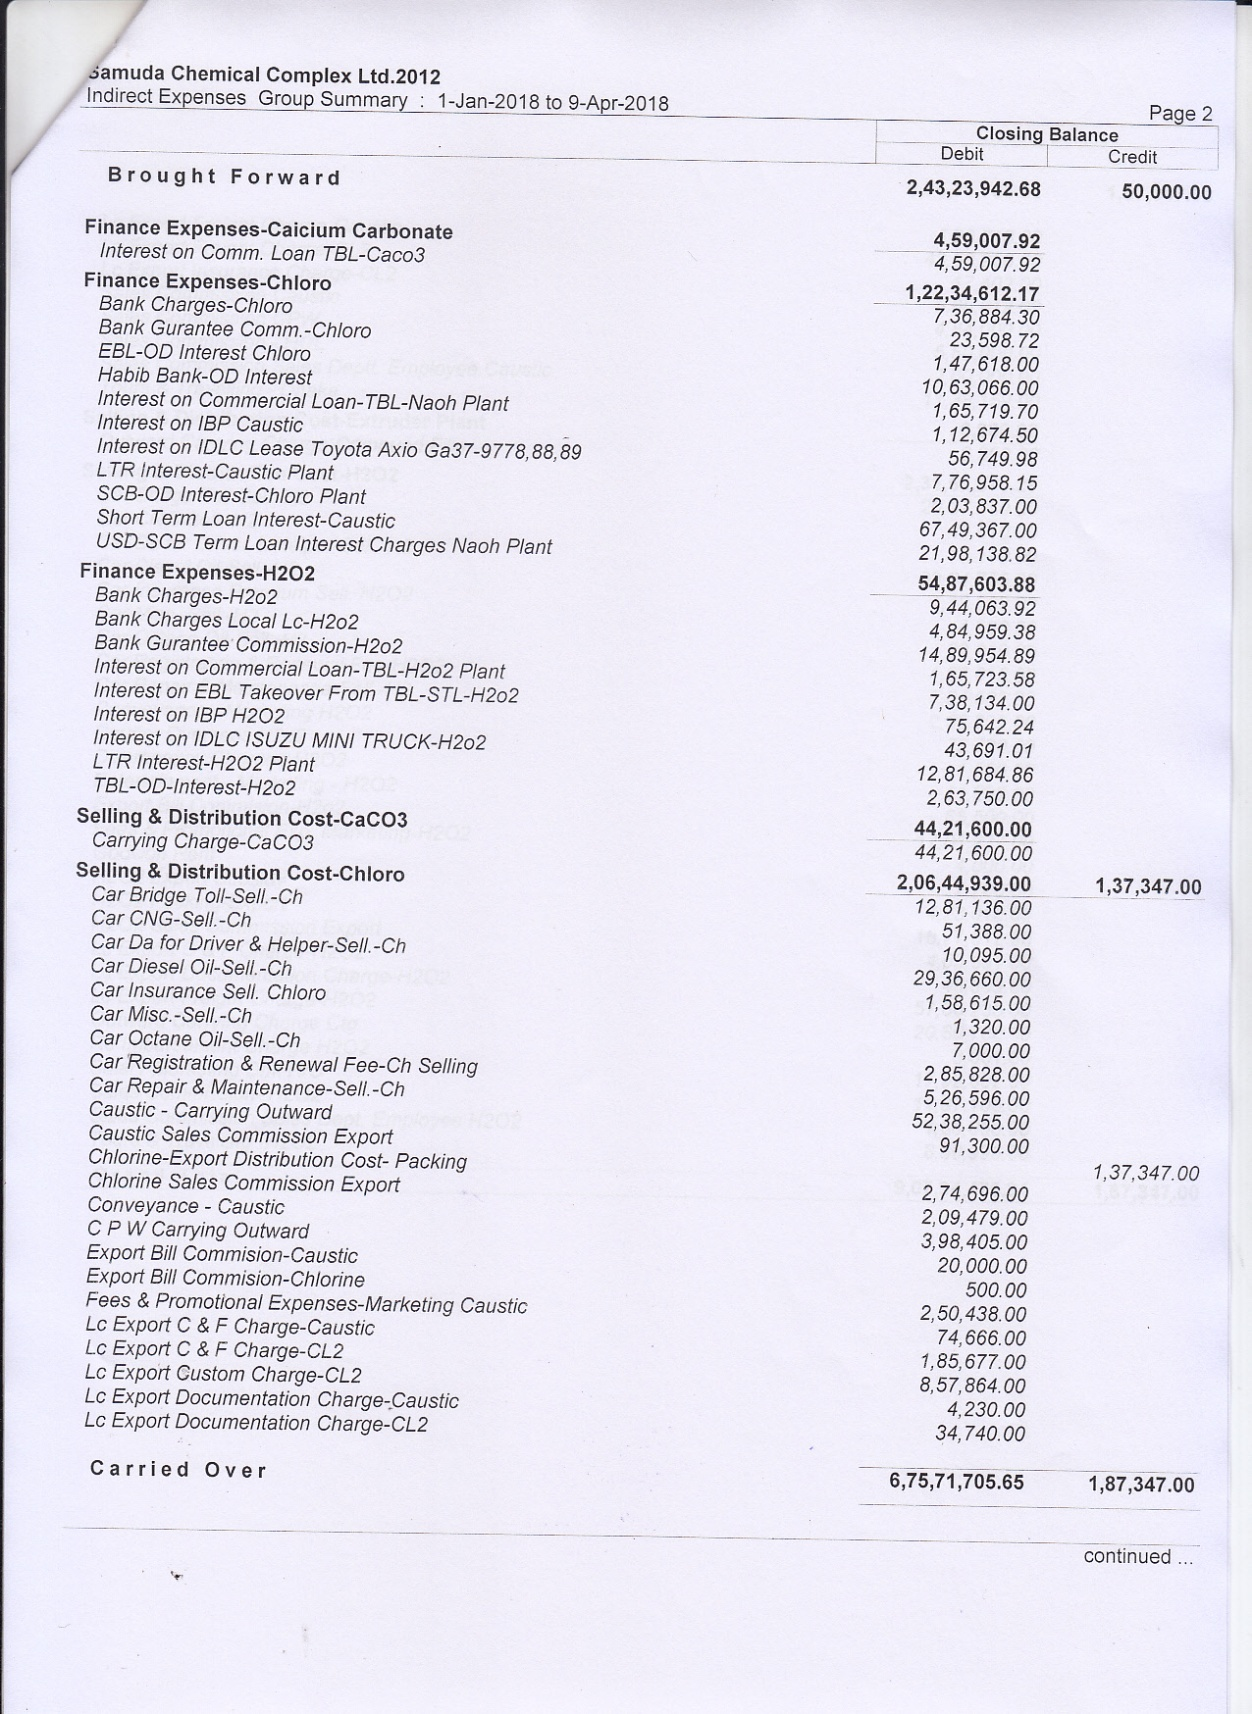 Samuda Chemical Complex Ltd.2012
Indirect Expenses Group Summary : 1-Jan-2018 to 9-Apr-2018
Page 2
Closing Balance
Debit Credit
Brought Forward 2,43,23,942.68 50,000.00
Finance Expenses-Caicium Carbonate 4,59,007.92
Interest on Comm. Loan TBL-Caco3 4,59,007.92
Finance Expenses-Chloro 1,22,34,612.17
Bank Charges-Chloro 7,36,884.30
Bank Gurantee Comm.-Chloro 23,598.72
EBL-OD Interest Chloro 1,47,618.00
Habib Bank-OD Interest 10,63,066.00
Interest on Commercial Loan-TBL-Naoh Plant 1,65,719.70
Interest on IBP Caustic 1,12,674.50
Interest on IDLC Lease Toyota Axio Ga37-9778,88,89 56,749.98
LTR Interest-Caustic Plant 7,76,958.15
SCB-OD Interest-Chloro Plant 2,03,837.00
Short Term Loan Interest-Caustic 67,49,367.00
USD-SCB Term Loan Interest Charges Naoh Plant 21,98,138.82
Finance Expenses-H2O2 54,87,603.88
Bank Charges-H2o2 9,44,063.92
Bank Charges Local Lc-H2o2 4,84,959.38
Bank Gurantee Commission-H2o2 14,89,954.89
Interest on Commercial Loan-TBL-H2o2 Plant 1,65,723.58
Interest on EBL Takeover From TBL-STL-H2o2 7,38,134.00
Interest on IBP H2O2 75,642.24
Interest on IDLC ISUZU MINI TRUCK-H2o2 43,691.01
LTR Interest-H2O2 Plant 12,81,684.86
TBL-OD-Interest-H2o2 2,63,750.00
Selling & Distribution Cost-CaCO3 44,21,600.00
Carrying Charge-CaCO3 44,21,600.00
Selling & Distribution Cost-Chloro 2,06,44,939.00 1,37,347.00
Car Bridge Toll-Sell.-Ch 12,81,136.00
Car CNG-Sell.-Ch 51,388.00
Car Da for Driver & Helper-Sell.-Ch 10,095.00
Car Diesel Oil-Sell.-Ch 29,36,660.00
Car Insurance Sell. Chloro 1,58,615.00
Car Misc.-Sell.-Ch 1,320.00
Car Octane Oil-Sell.-Ch 7,000.00
Car Registration & Renewal Fee-Ch Selling 2,85,828.00
Car Repair & Maintenance-Sell.-Ch 5,26,596.00
Caustic - Carrying Outward 52,38,255.00
Caustic Sales Commission Export 91,300.00
Chlorine-Export Distribution Cost- Packing 1,37,347.00
Chlorine Sales Commission Export 2,74,696.00
Conveyance - Caustic 2,09,479.00
C P W Carrying Outward 3,98,405.00
Export Bill Commision-Caustic 20,000.00
Export Bill Commision-Chlorine 500.00
Fees & Promotional Expenses-Marketing Caustic 2,50,438.00
Lc Export C & F Charge-Caustic 74,666.00
Lc Export C & F Charge-CL2 1,85,677.00
Lc Export Custom Charge-CL2 8,57,864.00
Lc Export Documentation Charge-Caustic 4,230.00
Lc Export Documentation Charge-CL2 34,740.00
Carried Over 6,75,71,705.65 1,87,347.00
continued ...